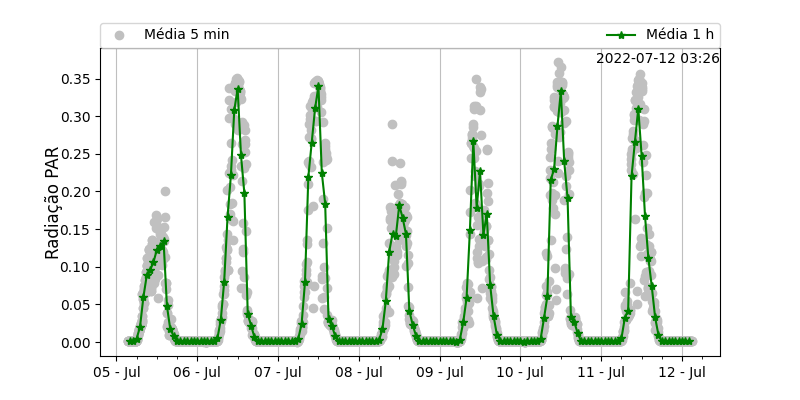 Média 5 min
Média 1 h
2022-07-12 03:26
Radiação PAR
0.35
0.30
0.25
0.20
0.15
0.10
0.05
0.00
05 - Jul
06 - Jul
07 - Jul
08 - Jul
09 - Jul
10 - Jul
11 - Jul
12 - Jul